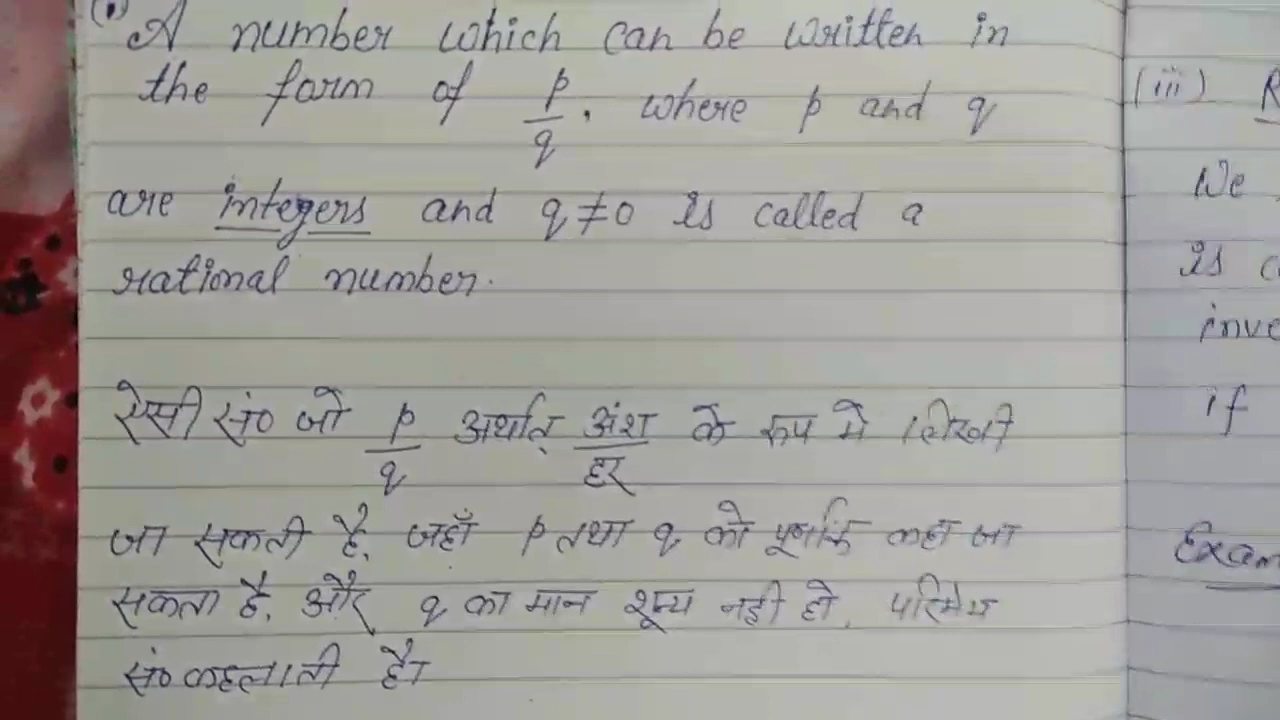 (i) A number which can be written in
the form of p/q, where p and q
are integers and q≠0 is called a
rational number.
ऐसी सं० जो p/q अर्थात् अंश/हर के रूप मे लिखी
जा सकती है, जहाँ p तथा q को पूर्णांक कहा जा
सकता है, और q का मान शून्य नही हो, परिमेय
सं० कहलाती है।
(iii) R
We
is c
inve
if
Exam